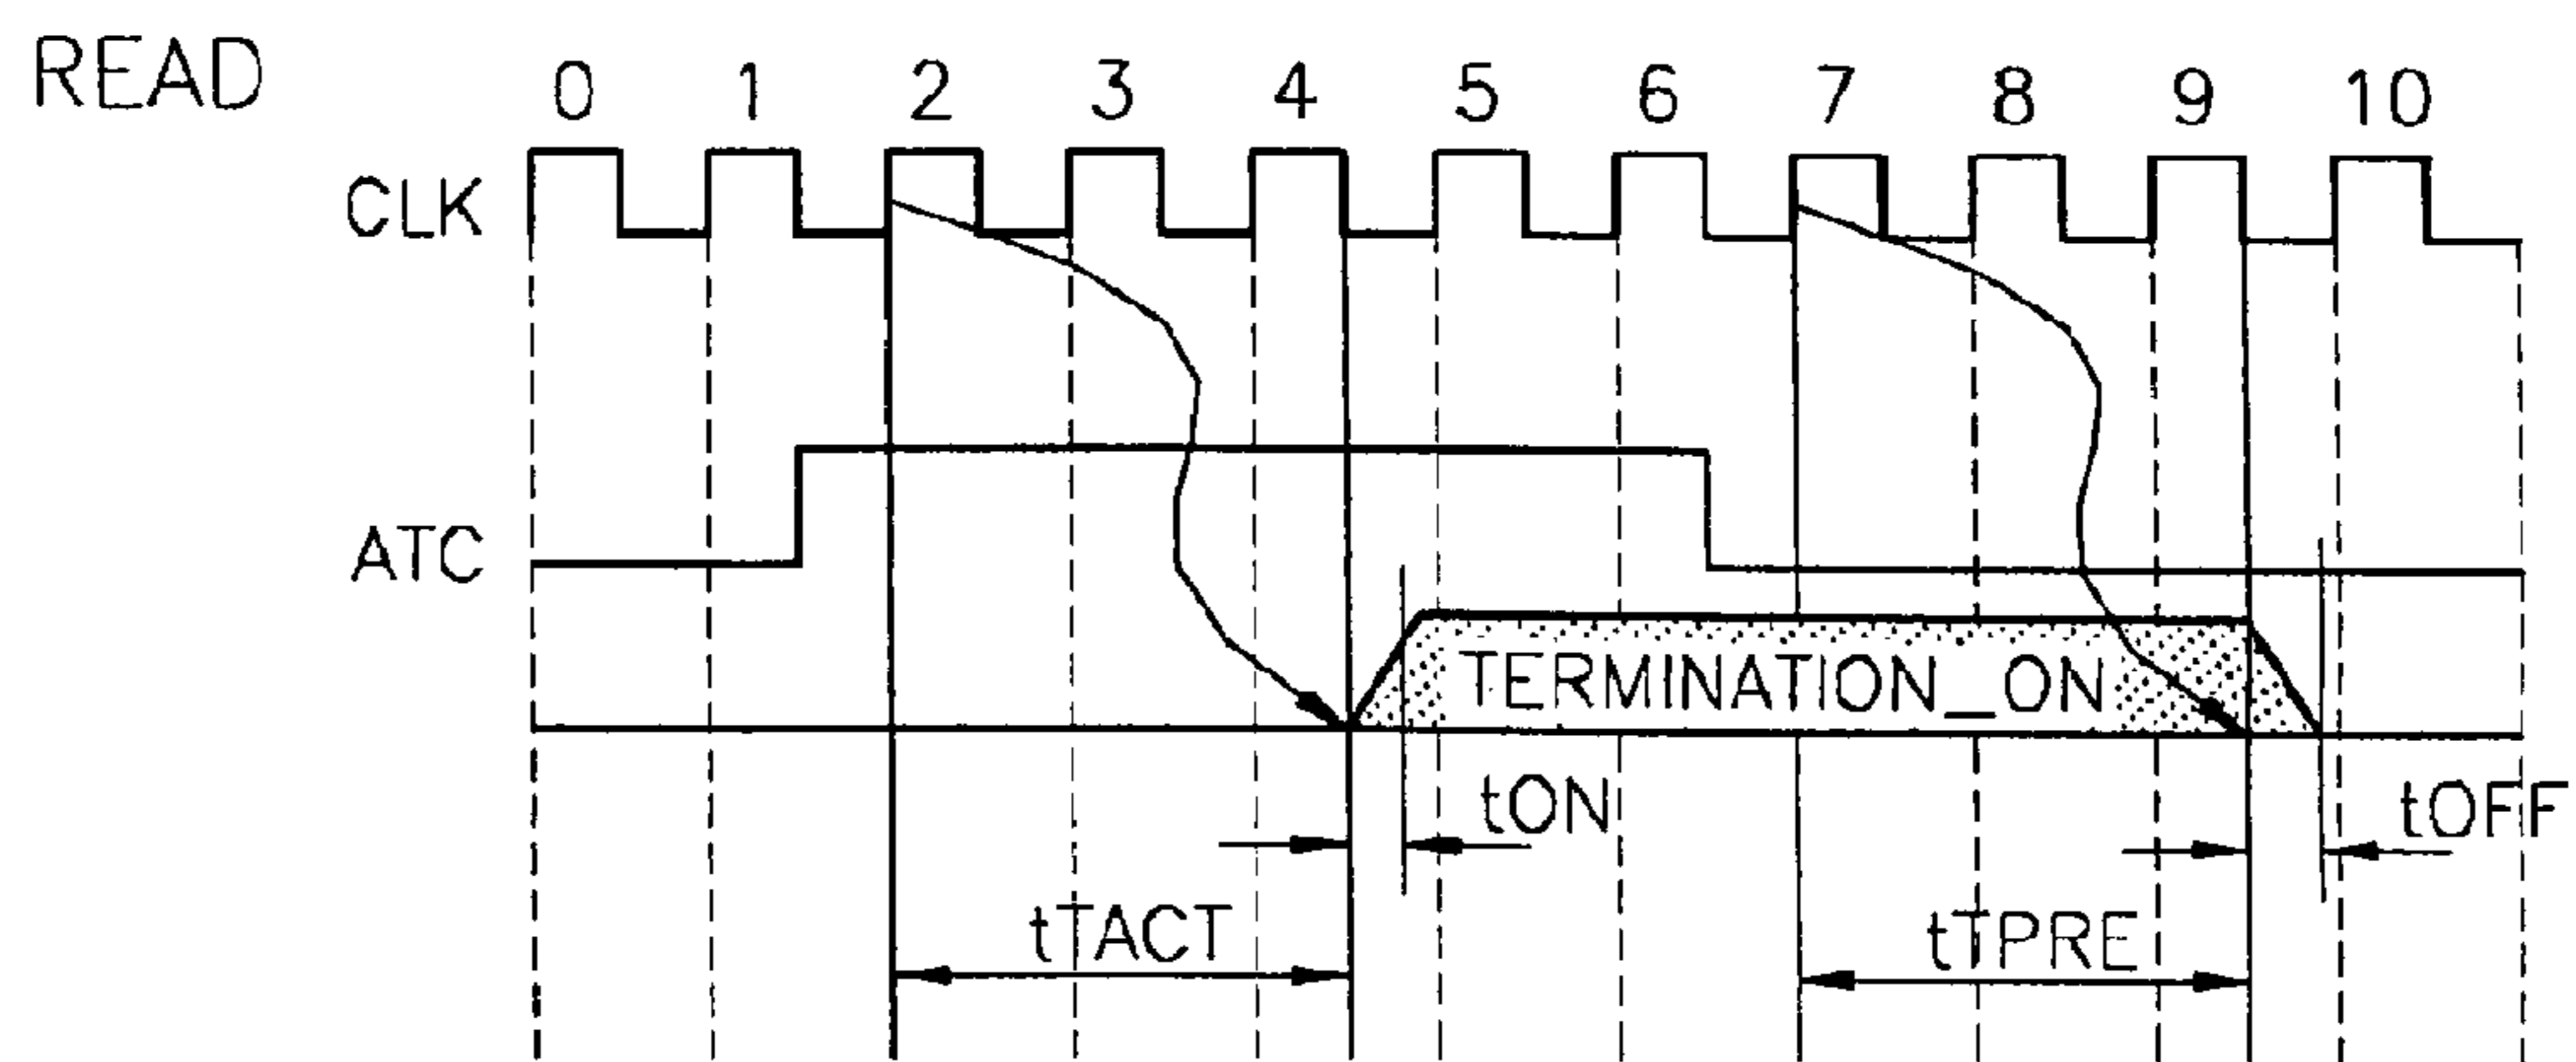 READ
0 1 2 3 4 5 6 7 8 9 10
CLK
ATC
TERMINATION_ON
tON
tOFF
tTACT
tTPRE